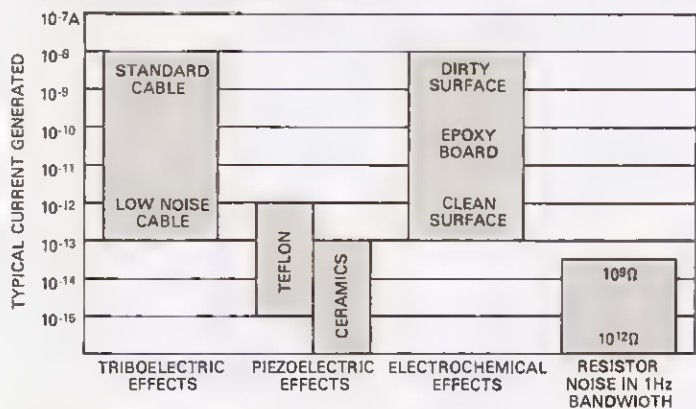 TYPICAL CURRENT GENERATED
10-7A
10-8
10-9
10-10
10-11
10-12
10-13
10-14
10-15
STANDARD
CABLE
LOW NOISE
CABLE
TEFLON
CERAMICS
DIRTY
SURFACE
EPOXY
BOARD
CLEAN
SURFACE
10⁹Ω
10¹²Ω
TRIBOELECTRIC
EFFECTS
PIEZOELECTRIC
EFFECTS
ELECTROCHEMICAL
EFFECTS
RESISTOR
NOISE IN 1Hz
BANDWIOTH